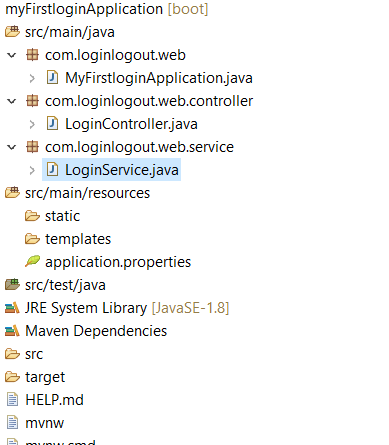 myFirstloginApplication [boot]
src/main/java
com.loginlogout.web
MyFirstloginApplication.java
com.loginlogout.web.controller
LoginController.java
com.loginlogout.web.service
LoginService.java
src/main/resources
static
templates
application.properties
src/test/java
JRE System Library [JavaSE-1.8]
Maven Dependencies
src
target
HELP.md
mvnw
mvnw.cmd